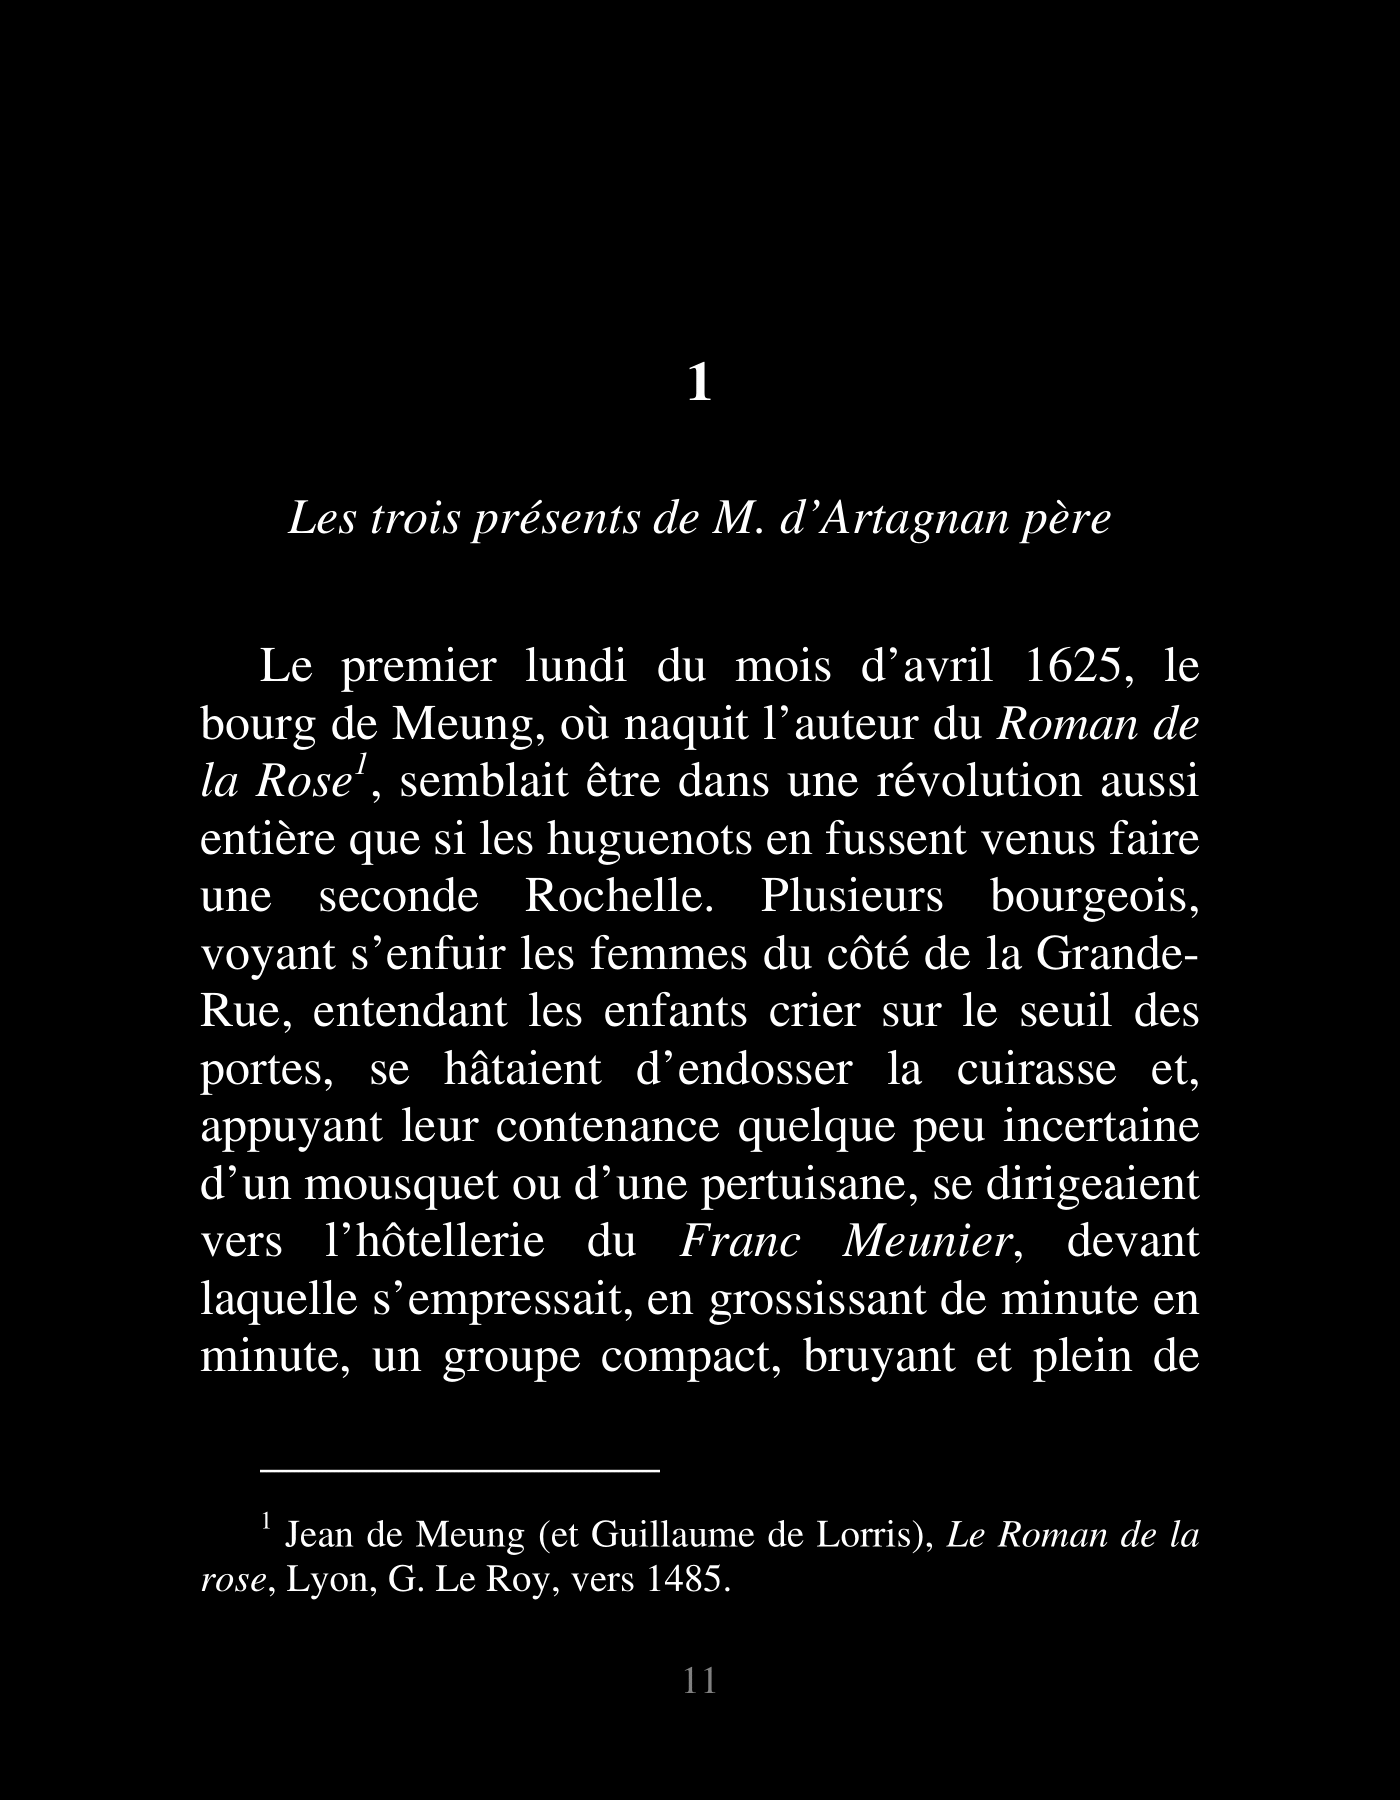 1
Les trois présents de M. d’Artagnan père
Le premier lundi du mois d’avril 1625, le
bourg de Meung, où naquit l’auteur du Roman de
la Rose1, semblait être dans une révolution aussi
entière que si les huguenots en fussent venus faire
une seconde Rochelle. Plusieurs bourgeois,
voyant s’enfuir les femmes du côté de la Grande-
Rue, entendant les enfants crier sur le seuil des
portes, se hâtaient d’endosser la cuirasse et,
appuyant leur contenance quelque peu incertaine
d’un mousquet ou d’une pertuisane, se dirigeaient
vers l’hôtellerie du Franc Meunier, devant
laquelle s’empressait, en grossissant de minute en
minute, un groupe compact, bruyant et plein de
1 Jean de Meung (et Guillaume de Lorris), Le Roman de la
rose, Lyon, G. Le Roy, vers 1485.
11